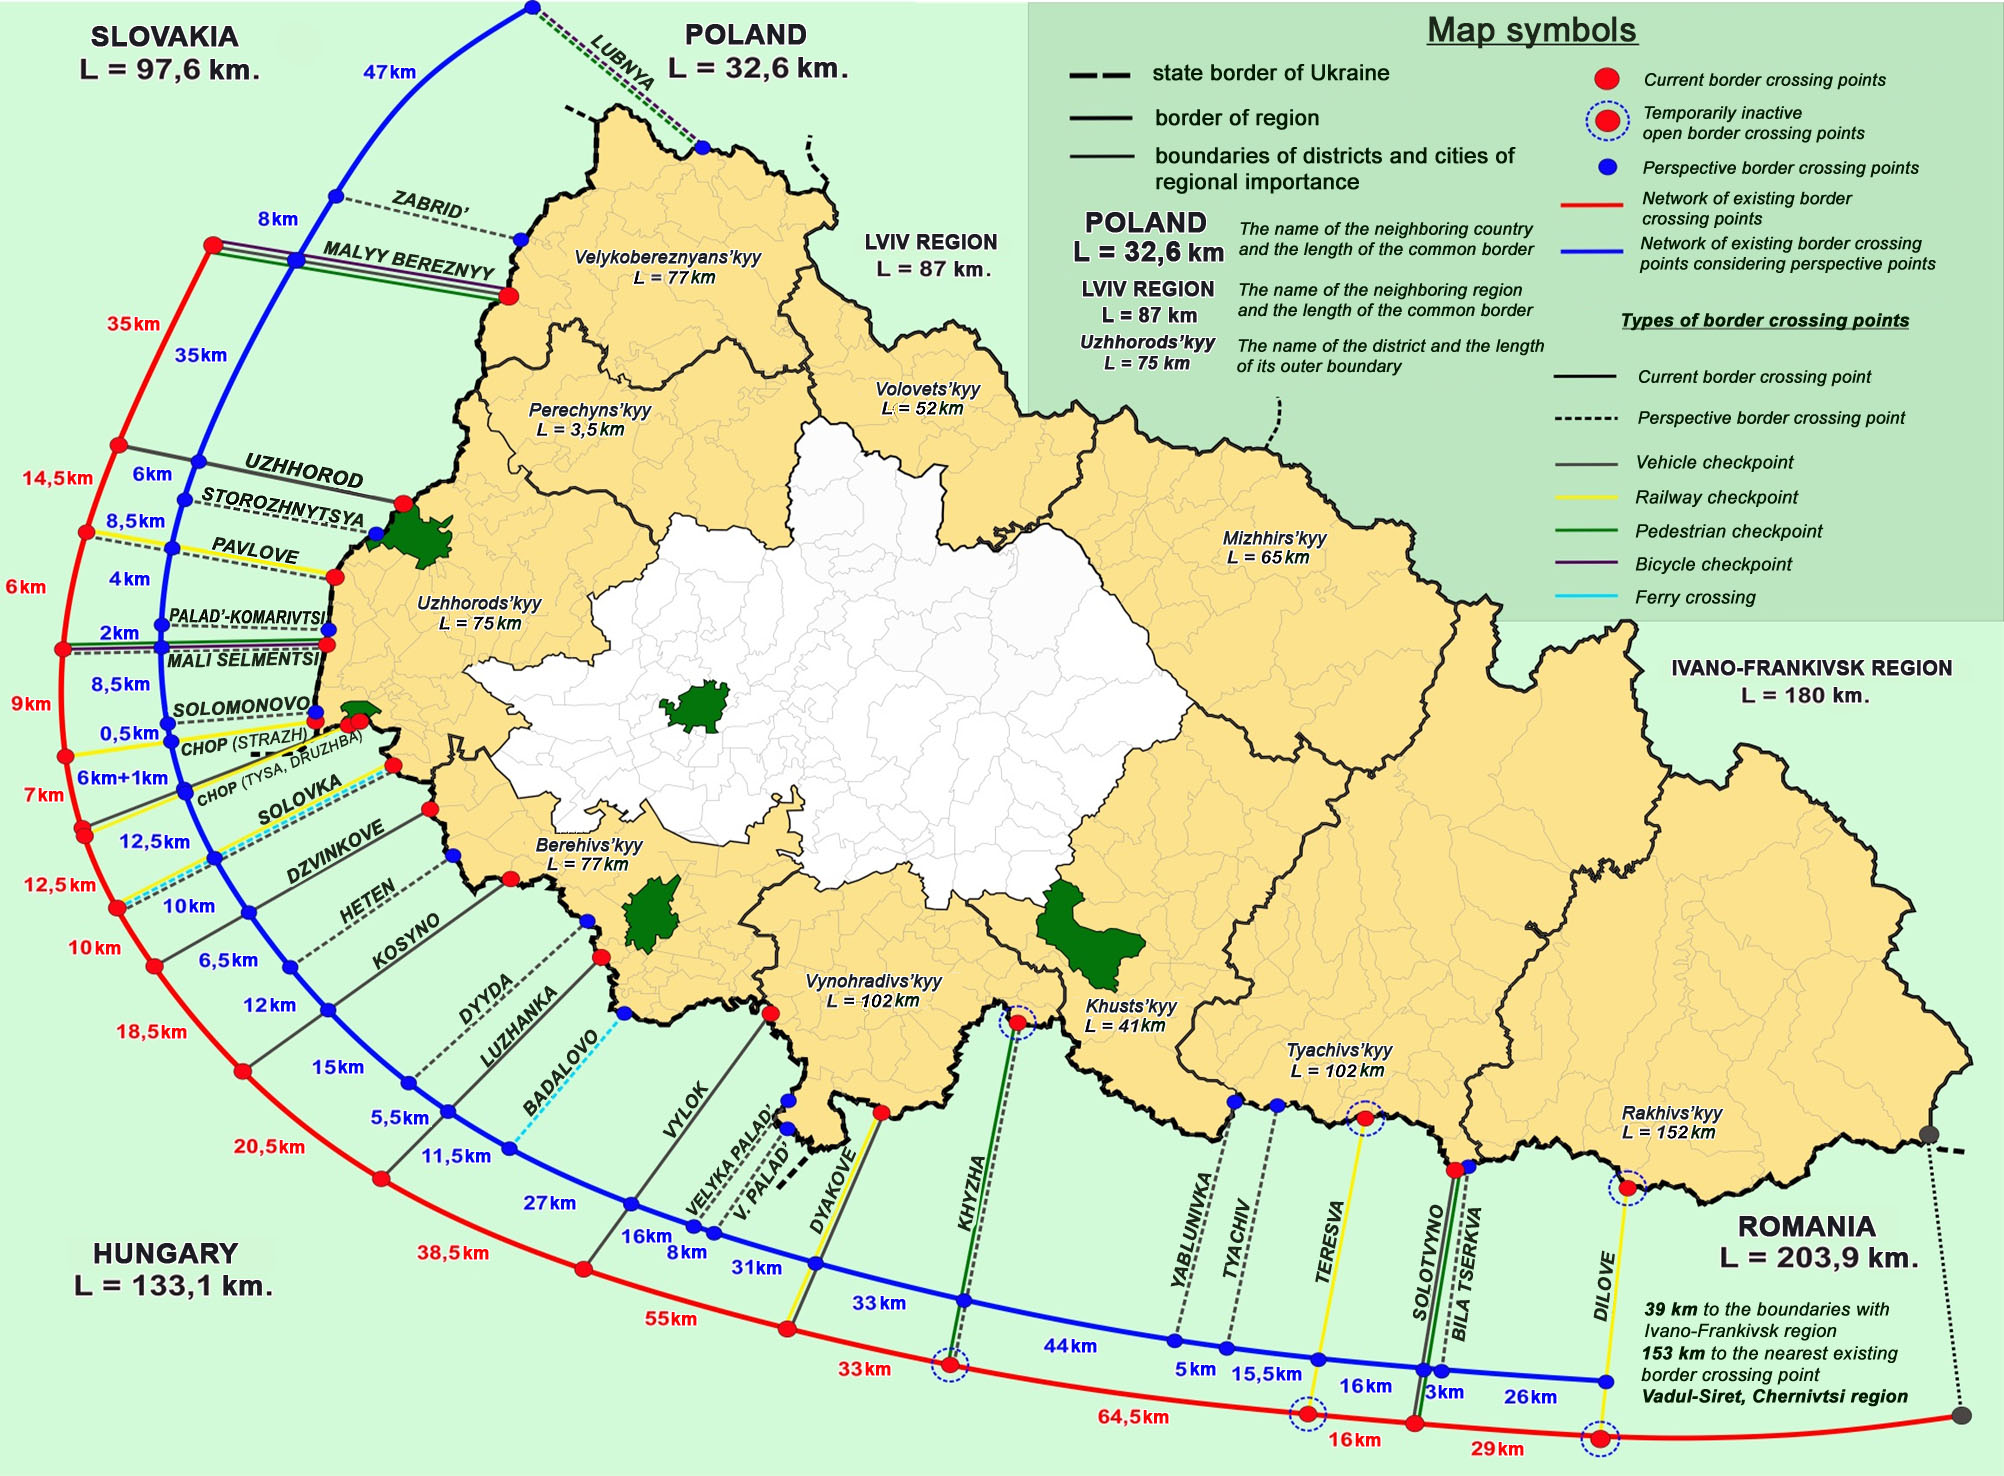 SLOVAKIA
L = 97,6 km.
POLAND
L = 32,6 km.
Map symbols
state border of Ukraine
border of region
boundaries of districts and cities of
regional importance
POLAND
L = 32,6 km
The name of the neighboring country
and the length of the common border
LVIV REGION
L = 87 km
The name of the neighboring region
and the length of the common border
Uzhhorods'kyy
L = 75 km
The name of the district and the length
of its outer boundary
Current border crossing points
Temporarily inactive
open border crossing points
Perspective border crossing points
Network of existing border
crossing points
Network of existing border crossing
points considering perspective points
Types of border crossing points
Current border crossing point
Perspective border crossing point
Vehicle checkpoint
Railway checkpoint
Pedestrian checkpoint
Bicycle checkpoint
Ferry crossing
LVIV REGION
L = 87 km.
IVANO-FRANKIVSK REGION
L = 180 km.
HUNGARY
L = 133,1 km.
ROMANIA
L = 203,9 km.
39 km to the boundaries with
Ivano-Frankivsk region
153 km to the nearest existing
border crossing point
Vadul-Siret, Chernivtsi region
Velykobereznyans'kyy
L = 77 km
Perechyns'kyy
L = 3,5 km
Volovets'kyy
L = 52 km
Mizhhirs'kyy
L = 65 km
Uzhhorods'kyy
L = 75 km
Berehivs'kyy
L = 77 km
Vynohradivs'kyy
L = 102 km
Khusts'kyy
L = 41 km
Tyachivs'kyy
L = 102 km
Rakhivs'kyy
L = 152 km
LUBNYA
ZABRID'
MALYY BEREZNYY
UZHHOROD
STOROZHNYTSYA
PAVLOVE
PALAD'-KOMARIVTSI
MALI SELMENTSI
SOLOMONOVO
CHOP (STRAZH)
CHOP (TYSA, DRUZHBA)
SOLOVKA
DZVINKOVE
HETEN
KOSYNO
DYYDA
LUZHANKA
BADALOVO
VYLOK
VELYKA PALAD'
V. PALAD'
DYAKOVE
KHYZHA
YABLUNIVKA
TYACHIV
TERESVA
SOLOTVYNO
BILA TSERKVA
DILOVE
47 km
8 km
35 km
6 km
8,5 km
4 km
2 km
8,5 km
0,5 km
6 km+1 km
12,5 km
10 km
6,5 km
12 km
15 km
5,5 km
11,5 km
27 km
16 km
8 km
31 km
33 km
44 km
5 km
15,5 km
16 km
3 km
26 km
35 km
14,5 km
6 km
9 km
7 km
12,5 km
10 km
18,5 km
20,5 km
38,5 km
55 km
33 km
64,5 km
16 km
29 km